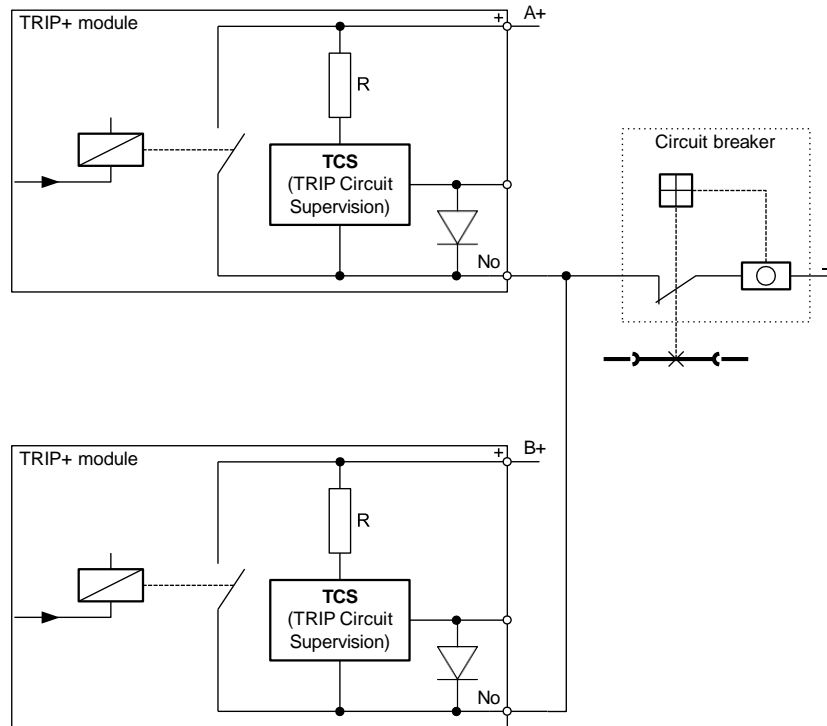 TRIP+ module
+
A+
R
TCS
(TRIP Circuit
Supervision)
No
Circuit breaker
-
TRIP+ module
+
B+
R
TCS
(TRIP Circuit
Supervision)
No